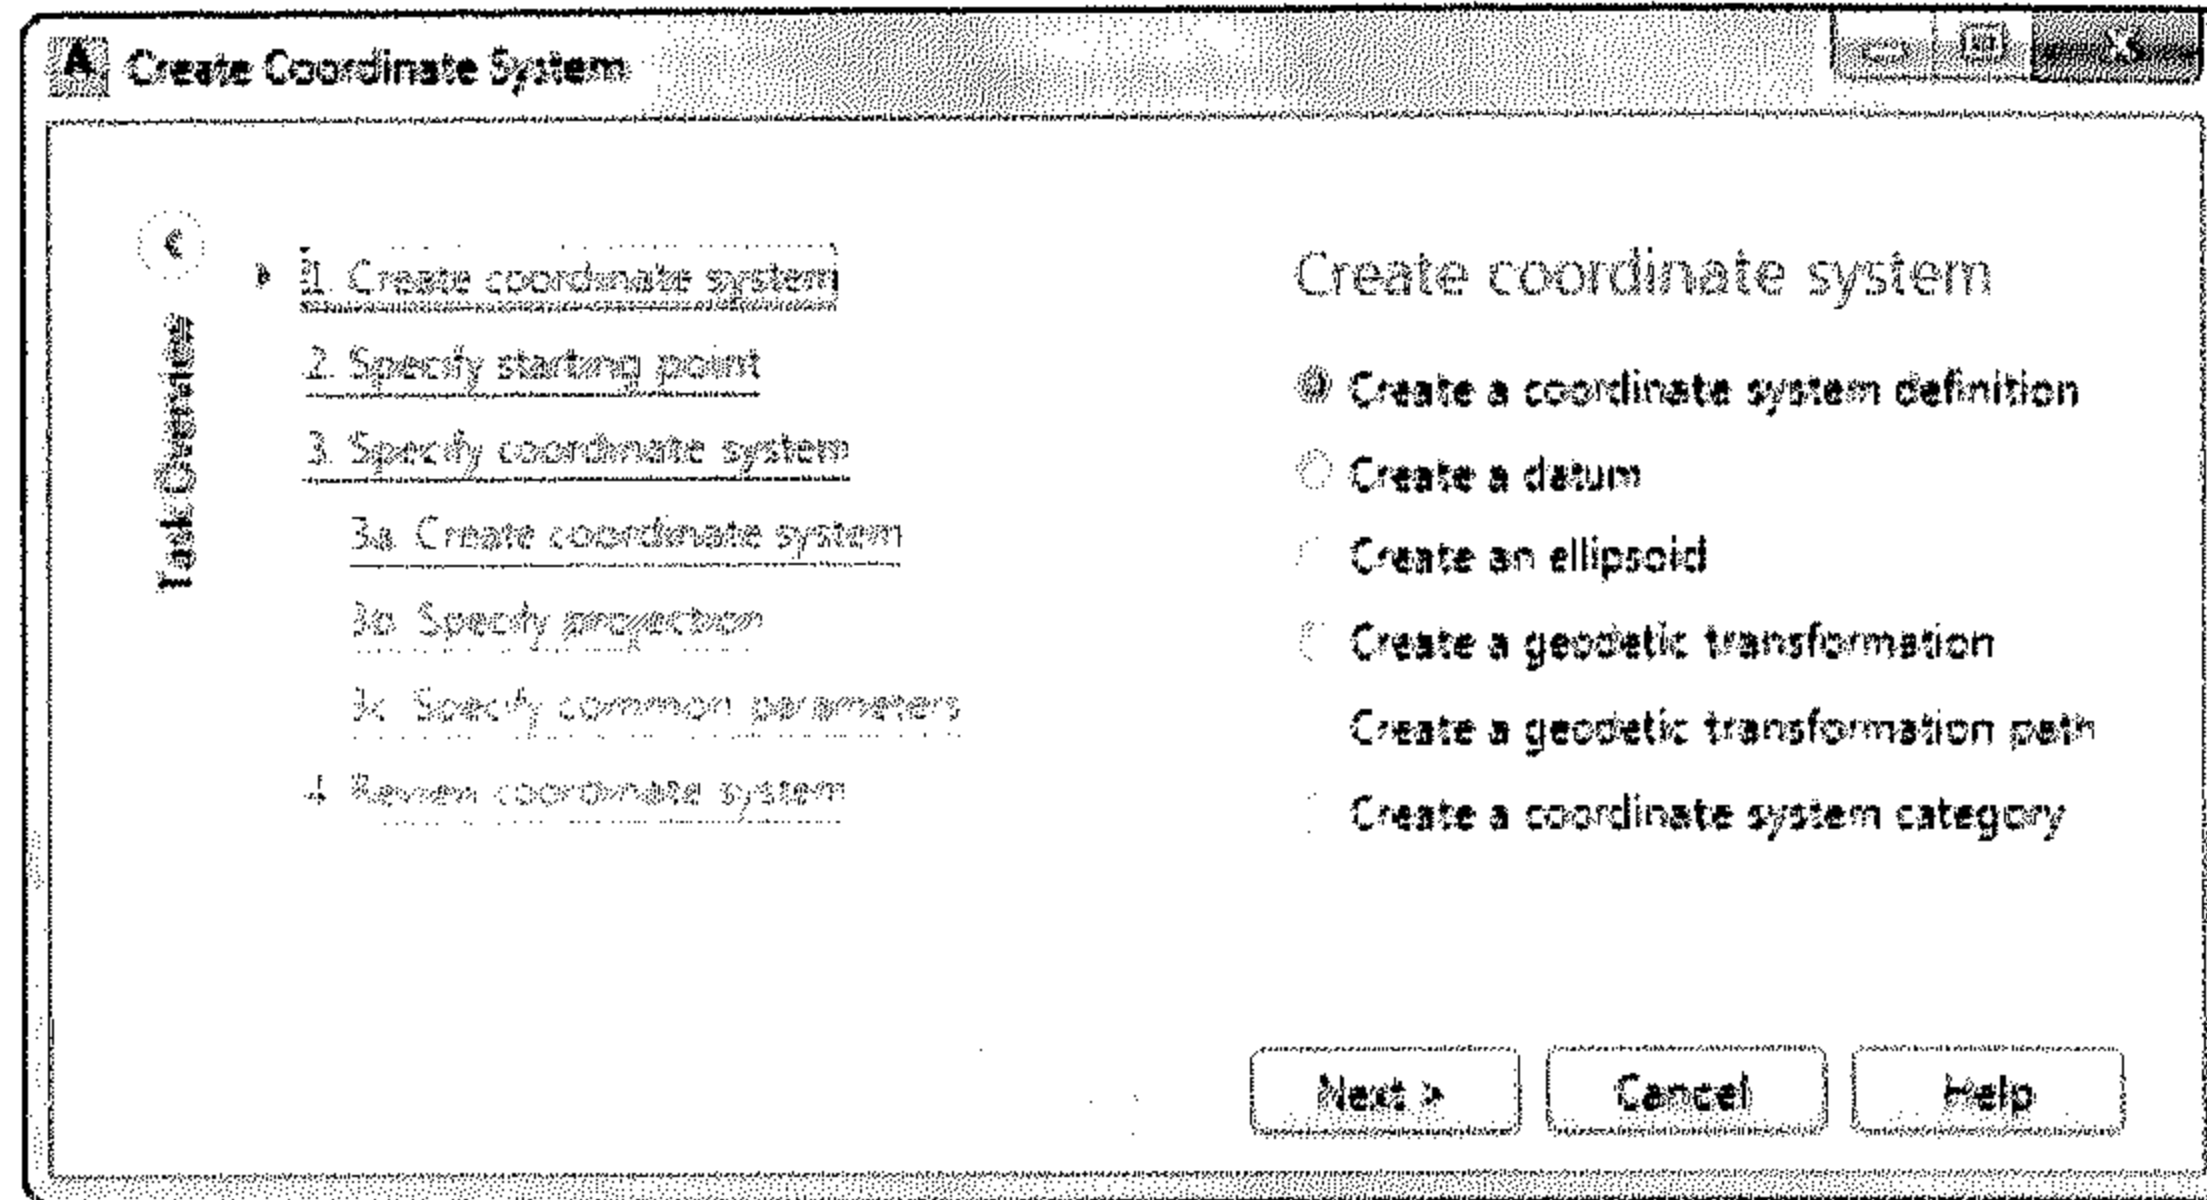 A Create Coordinate System
Task Overview
1. Create coordinate system
2. Specify starting point
3. Specify coordinate system
3a. Create coordinate system
3b. Specify projection
3c. Specify common parameters
4. Review coordinate system
Create coordinate system
Create a coordinate system definition
Create a datum
Create an ellipsoid
Create a geodetic transformation
Create a geodetic transformation path
Create a coordinate system category
Next >
Cancel
Help